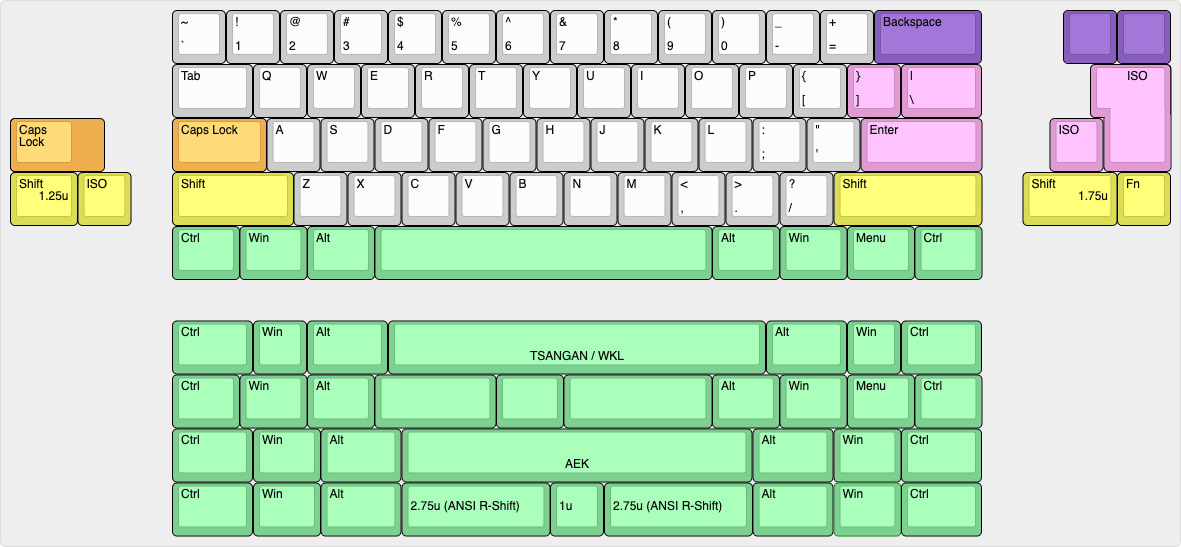 ~ ! @ # $ % ^ & * ( ) _ + Backspace
` 1 2 3 4 5 6 7 8 9 0 - =
Tab Q W E R T Y U I O P { } | ISO
[ ] \
Caps Lock Caps Lock A S D F G H J K L : " Enter ISO
; '
Shift ISO Shift Z X C V B N M < > ? Shift Shift Fn
1.25u , . / 1.75u
Ctrl Win Alt Alt Win Menu Ctrl
Ctrl Win Alt Alt Win Ctrl
TSANGAN / WKL
Ctrl Win Alt Alt Win Menu Ctrl
Ctrl Win Alt Alt Win Ctrl
AEK
Ctrl Win Alt Alt Win Ctrl
2.75u (ANSI R-Shift) 1u 2.75u (ANSI R-Shift)